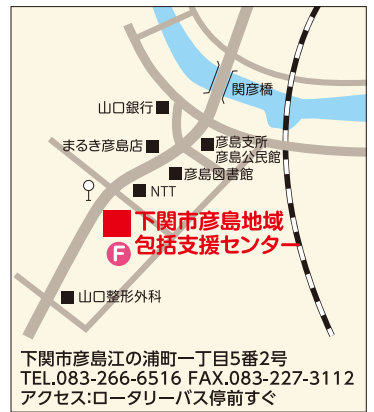 関彦橋
山口銀行
まるき彦島店
彦島支所
彦島公民館
彦島図書館
NTT
下関市彦島地域
包括支援センター
F
山口整形外科
下関市彦島江の浦町一丁目5番2号
TEL.083-266-6516 FAX.083-227-3112
アクセス:ロータリーバス停前すぐ